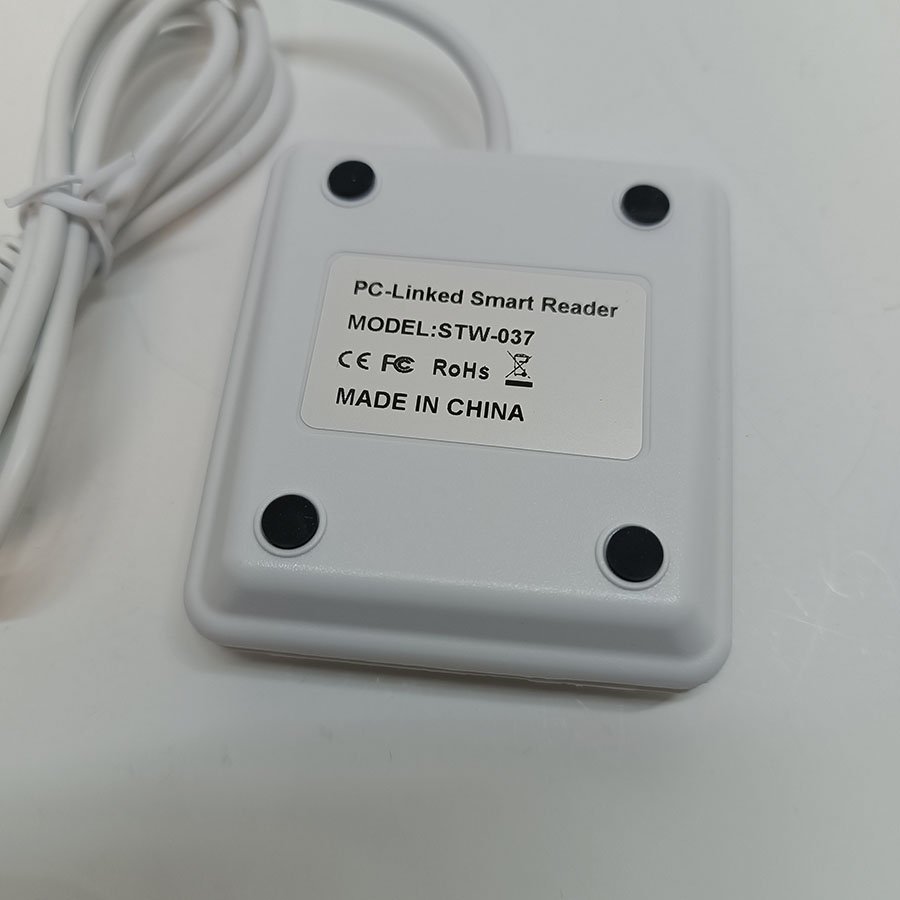 PC-Linked Smart Reader
MODEL:STW-037
CE FC RoHs
MADE IN CHINA